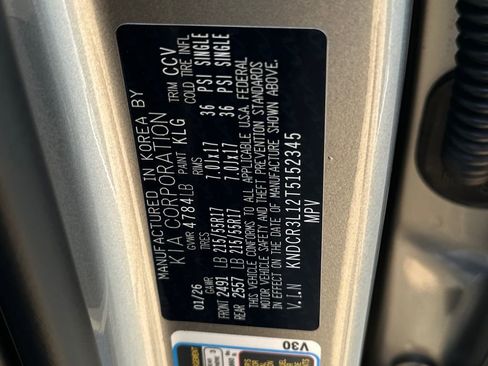 MANUFACTURED IN KOREA BY
KIA CORPORATION
TRIM CCV
GVWR 4784LB PAINT KLG
01/26
GAWR TIRES RIMS COLD TIRE INFL
FRONT 2491 LB 215/55R17 7.0Jx17 36 PSI SINGLE
REAR 2557 LB 215/55R17 7.0Jx17 36 PSI SINGLE
THIS VEHICLE CONFORMS TO ALL APPLICABLE U.S.A. FEDERAL
MOTOR VEHICLE SAFETY AND THEFT PREVENTION STANDARDS
IN EFFECT ON THE DATE OF MANUFACTURE SHOWN ABOVE.
V.I.N KNDCR3L12T5152345
MPV
V30